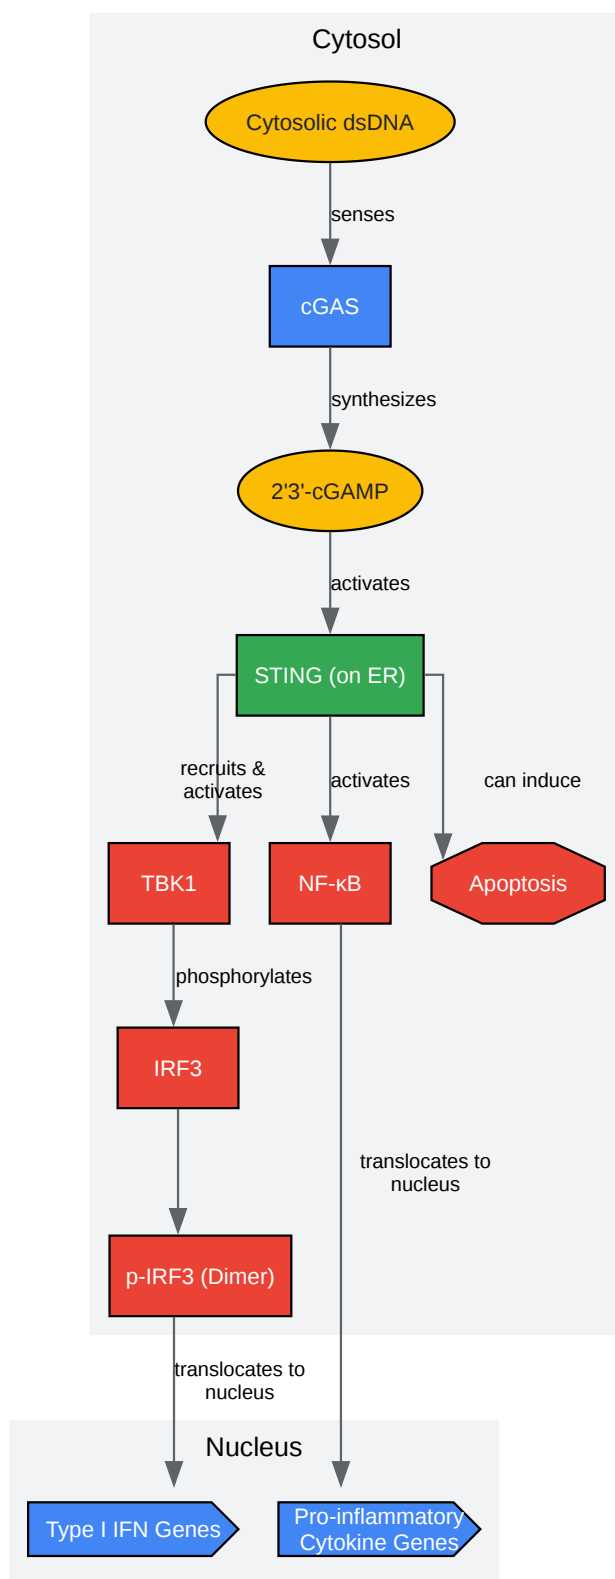 Cytosol
Cytosolic dsDNA
senses
cGAS
synthesizes
2'3'-cGAMP
activates
STING (on ER)
recruits &
activates
activates
can induce
TBK1
NF-κB
Apoptosis
phosphorylates
IRF3
translocates to
nucleus
p-IRF3 (Dimer)
translocates to
nucleus
Nucleus
Type I IFN Genes
Pro-inflammatory
Cytokine Genes